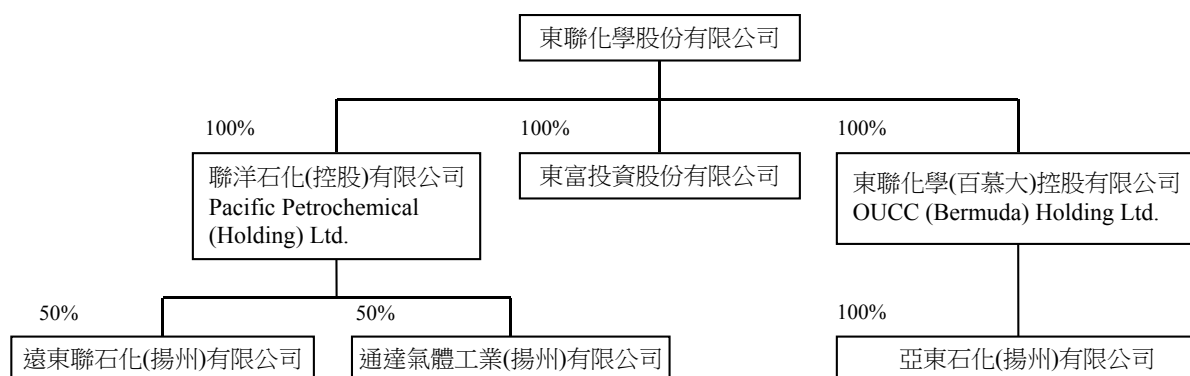 東聯化學股份有限公司
100%
100%
100%
聯洋石化(控股)有限公司
Pacific Petrochemical
(Holding) Ltd.
東富投資股份有限公司
東聯化學(百慕大)控股有限公司
OUCC (Bermuda) Holding Ltd.
50%
50%
100%
遠東聯石化(揚州)有限公司
通達氣體工業(揚州)有限公司
亞東石化(揚州)有限公司